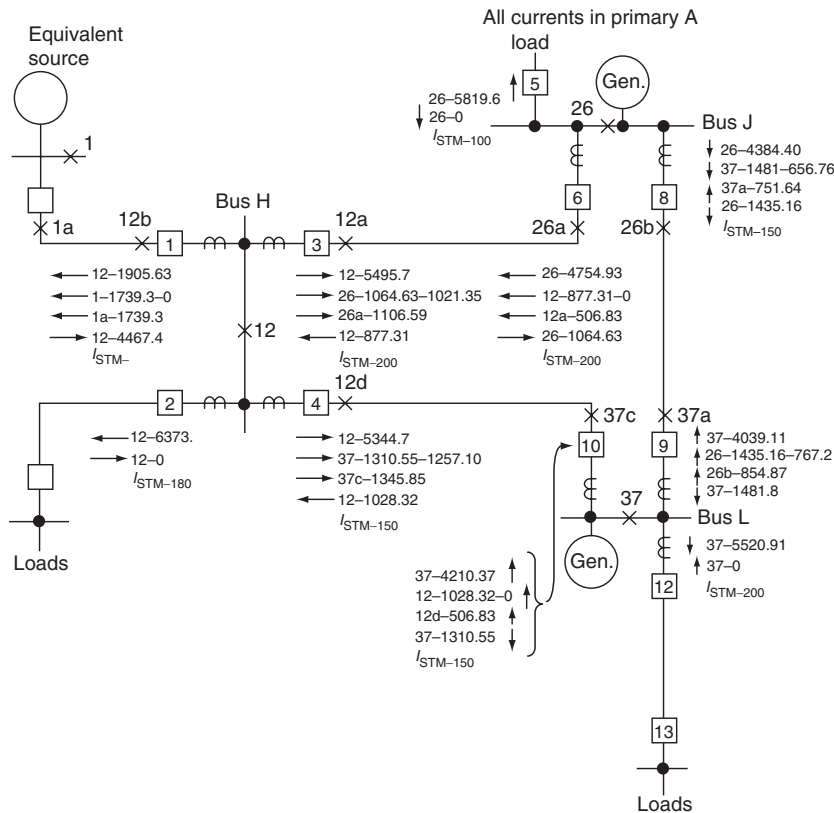 All currents in primary A
Equivalent
source
load
5
Gen.
26–5819.6
26–0
I_STM–100
26
Bus J
1
26–4384.40
37–1481–656.76
37a–751.64
26–1435.16
I_STM–150
6
8
Bus H
1a
12b
12a
26a
26b
1
3
12–1905.63
1–1739.3–0
1a–1739.3
12–4467.4
I_STM–
12–5495.7
26–1064.63–1021.35
26a–1106.59
12–877.31
I_STM–200
26–4754.93
12–877.31–0
12a–506.83
26–1064.63
I_STM–200
12
12d
2
4
37c
37a
12–6373.
12–0
I_STM–180
12–5344.7
37–1310.55–1257.10
37c–1345.85
12–1028.32
I_STM–150
10
9
37–4039.11
26–1435.16–767.2
26b–854.87
37–1481.8
37
Bus L
Loads
Gen.
37–5520.91
37–0
I_STM–200
12
37–4210.37
12–1028.32–0
12d–506.83
37–1310.55
I_STM–150
13
Loads